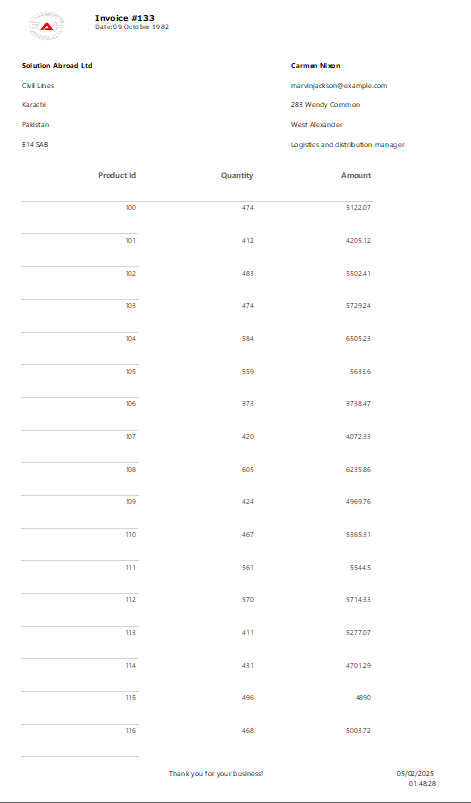 Invoice #133
Date: 09 October 1982
Solution Abroad Ltd Carmen Nixon
Civil Lines marvinjackson@example.com
Karachi 283 Wendy Common
Pakistan West Alexander
E14 5AB Logistics and distribution manager
Product Id Quantity Amount
100 474 5122.07
101 412 4205.12
102 483 5502.41
103 474 5729.24
104 584 6505.23
105 559 5633.6
106 373 3738.47
107 420 4072.33
108 605 6235.86
109 424 4969.76
110 467 5365.31
111 561 5544.5
112 570 5714.33
113 411 5277.07
114 431 4701.29
115 496 4890
116 468 5003.72
Thank you for your business! 05/02/2025
01:48:28